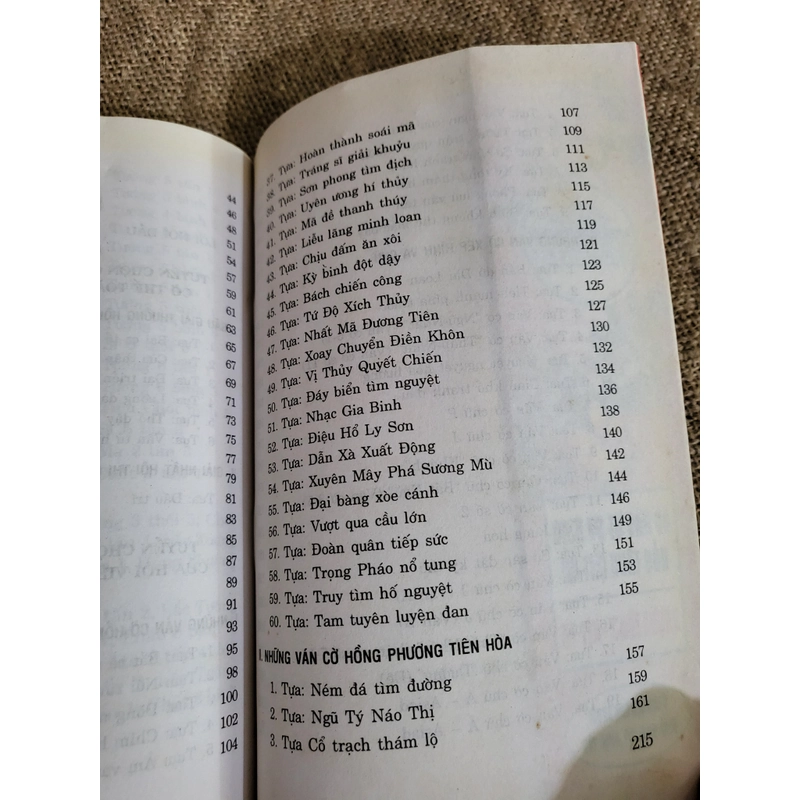 44
46
48
51
53
55
57
59
61
63
65
67
69
71
73
75
77
79
81
83
85
87
89
91
93
95
98
100
102
104
37. Tựa: Hoàn thành soái mã 107
38. Tựa: Tráng sĩ giải khuỷu 109
39. Tựa: Sơn phong tìm địch 111
40. Tựa: Uyên ương hí thủy 113
41. Tựa: Mã đề thanh thúy 115
42. Tựa: Liễu lãng minh loan 117
43. Tựa: Chịu đấm ăn xôi 119
44. Tựa: Kỳ binh đột dậy 121
45. Tựa: Bách chiến công 123
46. Tựa: Tứ Độ Xích Thủy 125
47. Tựa: Nhất Mã Đương Tiên 127
48. Tựa: Xoay Chuyển Điền Khôn 130
49. Tựa: Vị Thủy Quyết Chiến 132
50. Tựa: Đáy biển tìm nguyệt 134
51. Tựa: Nhạc Gia Binh 136
52. Tựa: Điệu Hổ Ly Sơn 138
53. Tựa: Dẫn Xà Xuất Động 140
54. Tựa: Xuyên Mây Phá Sương Mù 142
55. Tựa: Đại bàng xòe cánh 144
56. Tựa: Vượt qua cầu lớn 146
57. Tựa: Đoàn quân tiếp sức 149
58. Tựa: Trọng Pháo nổ tung 151
59. Tựa: Truy tìm hố nguyệt 153
60. Tựa: Tam tuyên luyện đan 155
NHỮNG VÁN CỜ HỒNG PHƯƠNG TIÊN HÒA
1. Tựa: Ném đá tìm đường 157
2. Tựa: Ngũ Tý Náo Thị 159
3. Tựa Cổ trạch thám lộ 161
215